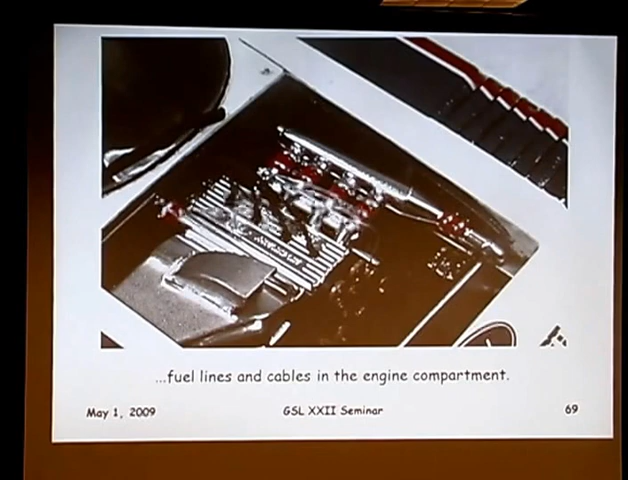 ...fuel lines and cables in the engine compartment.
May 1, 2009 GSL XXII Seminar 69